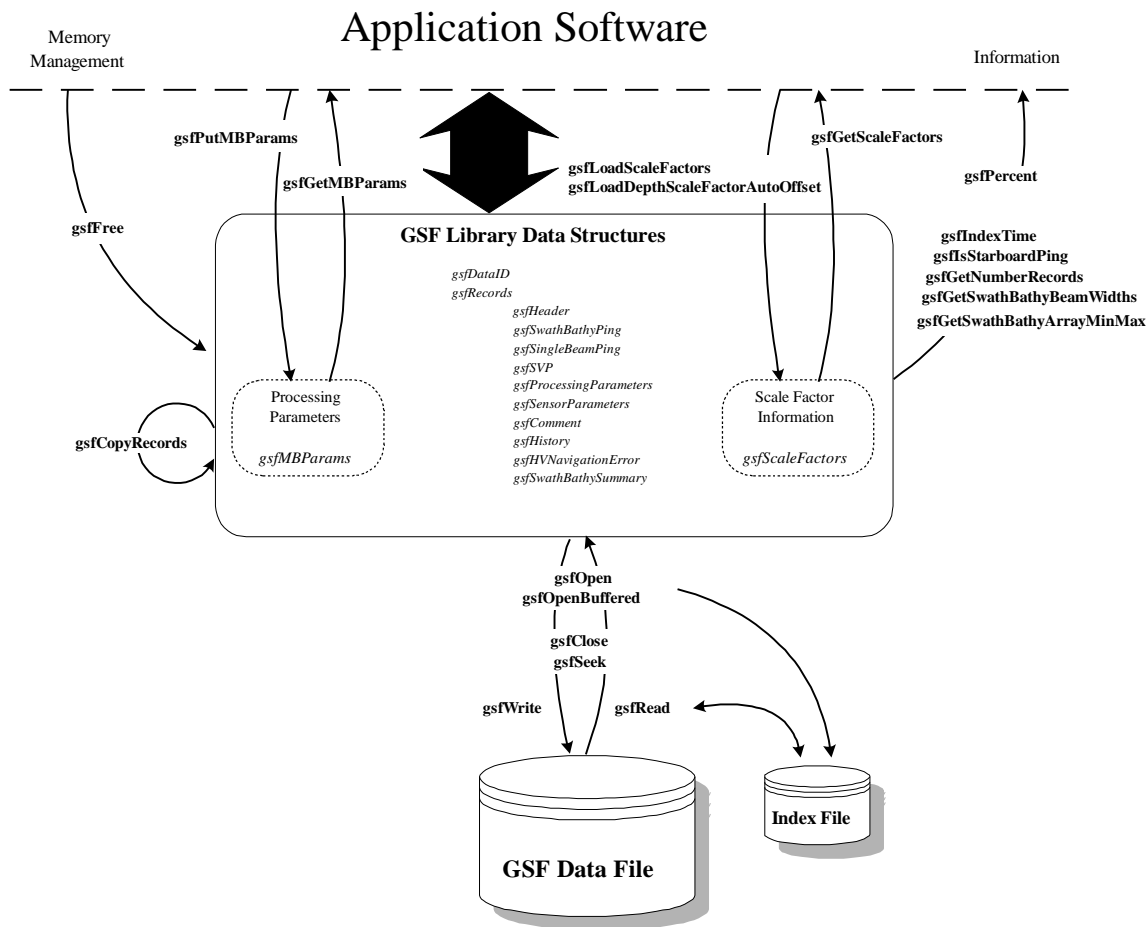 Application Software
Memory
Management
Information
gsfPutMBParams
gsfGetScaleFactors
gsfGetMBParams
gsfLoadScaleFactors
gsfLoadDepthScaleFactorAutoOffset
gsfPercent
gsfFree
GSF Library Data Structures
gsfIndexTime
gsfIsStarboardPing
gsfGetNumberRecords
gsfGetSwathBathyBeamWidths
gsfGetSwathBathyArrayMinMax
gsfDataID
gsfRecords
gsfHeader
gsfSwathBathyPing
gsfSingleBeamPing
gsfSVP
gsfProcessingParameters
gsfSensorParameters
gsfComment
gsfHistory
gsfHVNavigationError
gsfSwathBathySummary
Processing
Parameters
gsfMBParams
Scale Factor
Information
gsfScaleFactors
gsfCopyRecords
gsfOpen
gsfOpenBuffered
gsfClose
gsfSeek
gsfWrite
gsfRead
Index File
GSF Data File